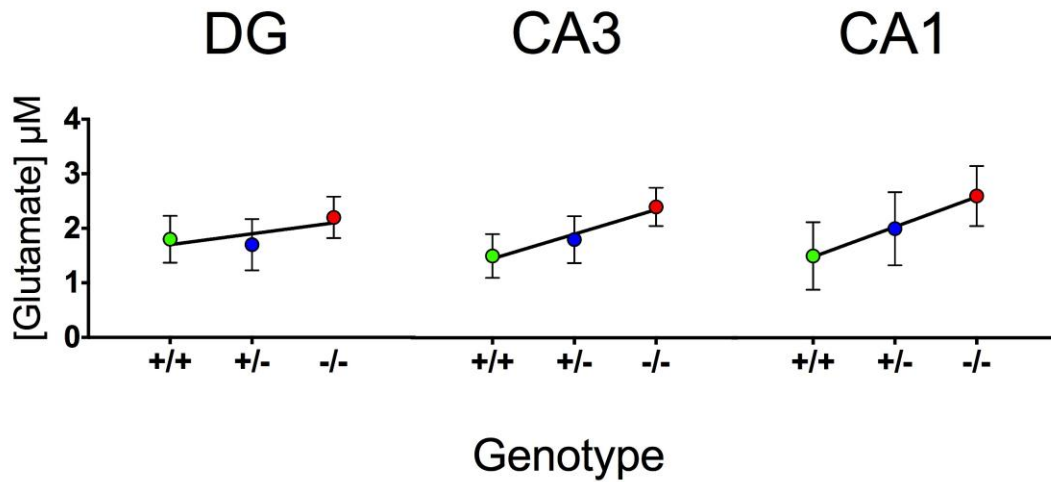 DG CA3 CA1
[Glutamate] µM
4
3
2
1
0
+/+ +/- -/- +/+ +/- -/- +/+ +/- -/-
Genotype